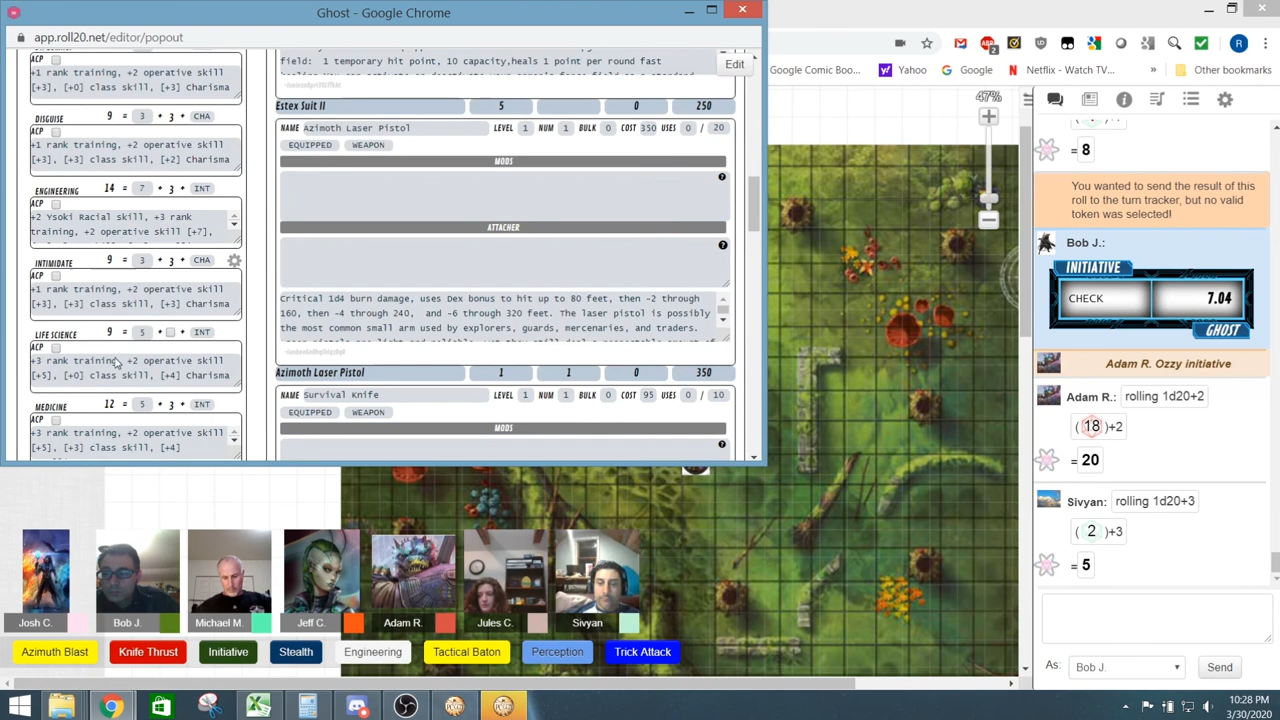 Ghost - Google Chrome
app.roll20.net/editor/popout
Edit
ACP
+1 rank training, +2 operative skill
[+3], [+0] class skill, [+3] Charisma
DISGUISE 9 = 3 + 3 + CHA
ACP
+1 rank training, +2 operative skill
[+3], [+3] class skill, [+2] Charisma
ENGINEERING 14 = 7 + 3 + INT
ACP
+2 Ysoki Racial skill, +3 rank
training, +2 operative skill [+7],
INTIMIDATE 9 = 3 + 3 + CHA
ACP
+1 rank training, +2 operative skill
[+3], [+3] class skill, [+3] Charisma
LIFE SCIENCE 9 = 5 + + INT
ACP
+3 rank training, +2 operative skill
[+5], [+0] class skill, [+4] Charisma
MEDICINE 12 = 5 + 3 + INT
ACP
+3 rank training, +2 operative skill
[+5], [+3] class skill, [+4]
field: 1 temporary hit point, 10 capacity,heals 1 point per round fast
Estex Suit II 5 0 250
NAME Azimoth Laser Pistol LEVEL 1 NUM 1 BULK 0 COST 350 USES 0 / 20
EQUIPPED WEAPON
MODS
?
ATTACHER
?
Critical 1d4 burn damage, uses Dex bonus to hit up to 80 feet, then -2 through
160, then -4 through 240, and -6 through 320 feet. The laser pistol is possibly
the most common small arm used by explorers, guards, mercenaries, and traders.
Azimoth Laser Pistol 1 1 0 350
NAME Survival Knife LEVEL 1 NUM 1 BULK 0 COST 95 USES 0 / 10
EQUIPPED WEAPON
MODS
?
Google Comic Boo...
Yahoo
Google
Netflix - Watch TV...
»
Other bookmarks
ABP
2
R
47%
= 8
You wanted to send the result of this
roll to the turn tracker, but no valid
token was selected!
Bob J.:
INITIATIVE
CHECK 7.04
GHOST
Adam R. Ozzy initiative
Adam R.: rolling 1d20+2
(18)+2
= 20
Sivyan: rolling 1d20+3
(2)+3
= 5
As: Bob J. Send
Josh C.
Bob J.
Michael M.
Jeff C.
Adam R.
Jules C.
Sivyan
Azimuth Blast
Knife Thrust
Initiative
Stealth
Engineering
Tactical Baton
Perception
Trick Attack
10:28 PM
3/30/2020